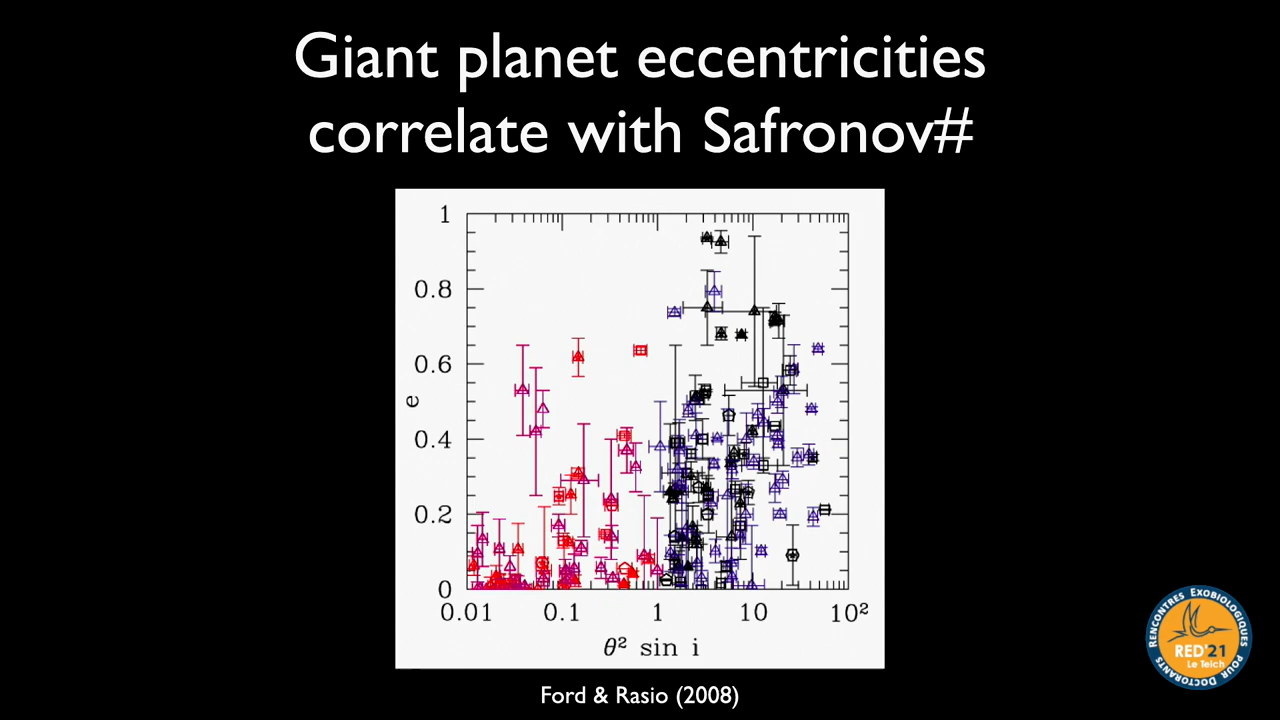 Giant planet eccentricities
correlate with Safronov#
1
0.8
0.6
e
0.4
0.2
0
0.01 0.1 1 10 10²
θ² sin i
Ford & Rasio (2008)
RENCONTRES EXOBIOLOGIQUES
POUR DOCTORANTS
RED'21
Le Teich